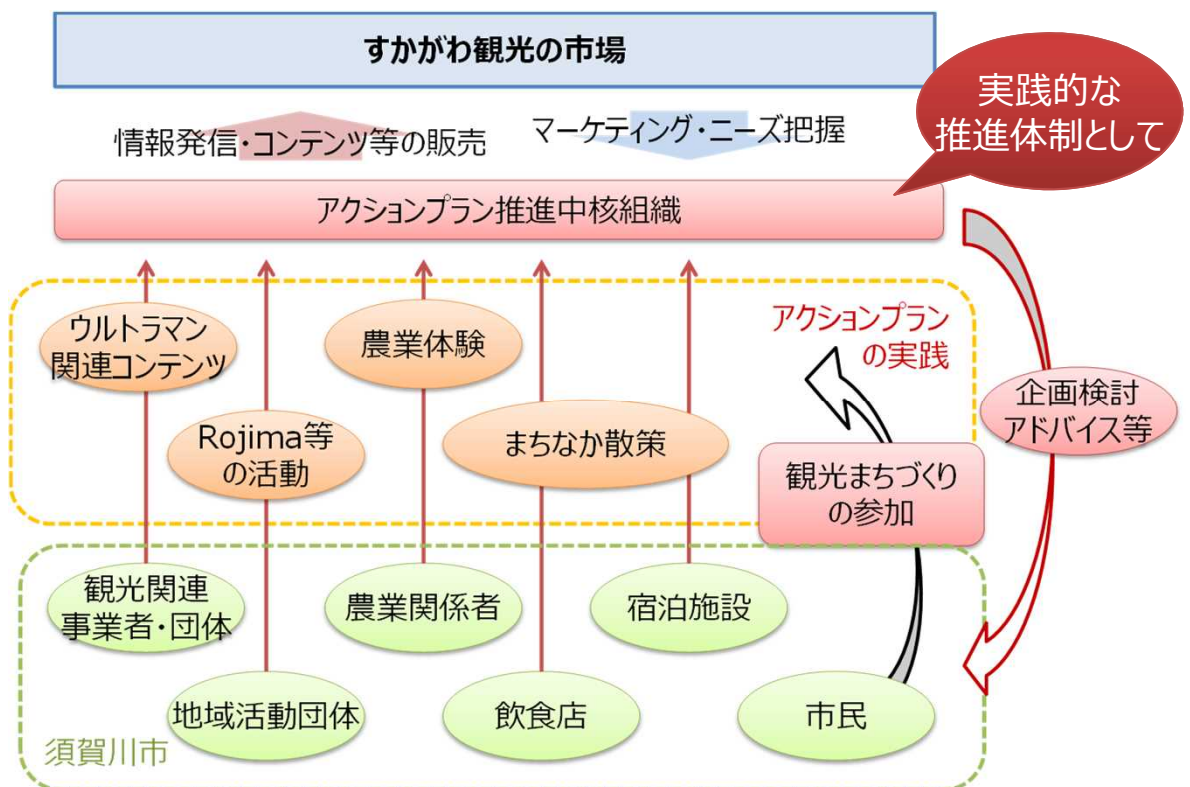 すかがわ観光の市場
実践的な
推進体制として
情報発信・コンテンツ等の販売
マーケティング・ニーズ把握
アクションプラン推進中核組織
ウルトラマン
関連コンテンツ
農業体験
アクションプラン
の実践
企画検討
アドバイス等
Rojima等
の活動
まちなか散策
観光まちづくり
の参加
観光関連
事業者・団体
農業関係者
宿泊施設
地域活動団体
飲食店
市民
須賀川市